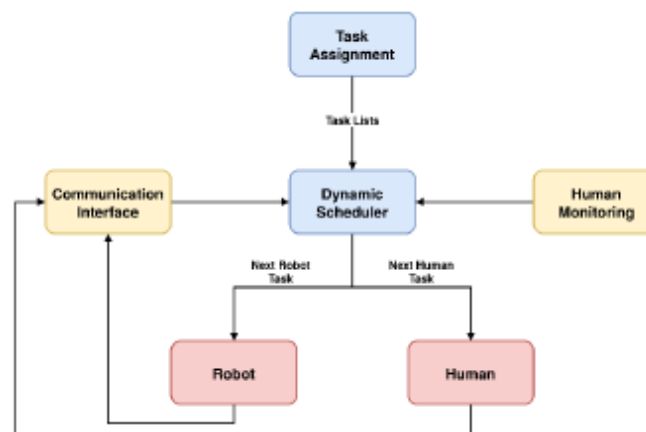 Task
Assignment
Task Lists
Communication
Interface
Dynamic
Scheduler
Human
Monitoring
Next Robot
Task
Next Human
Task
Robot
Human